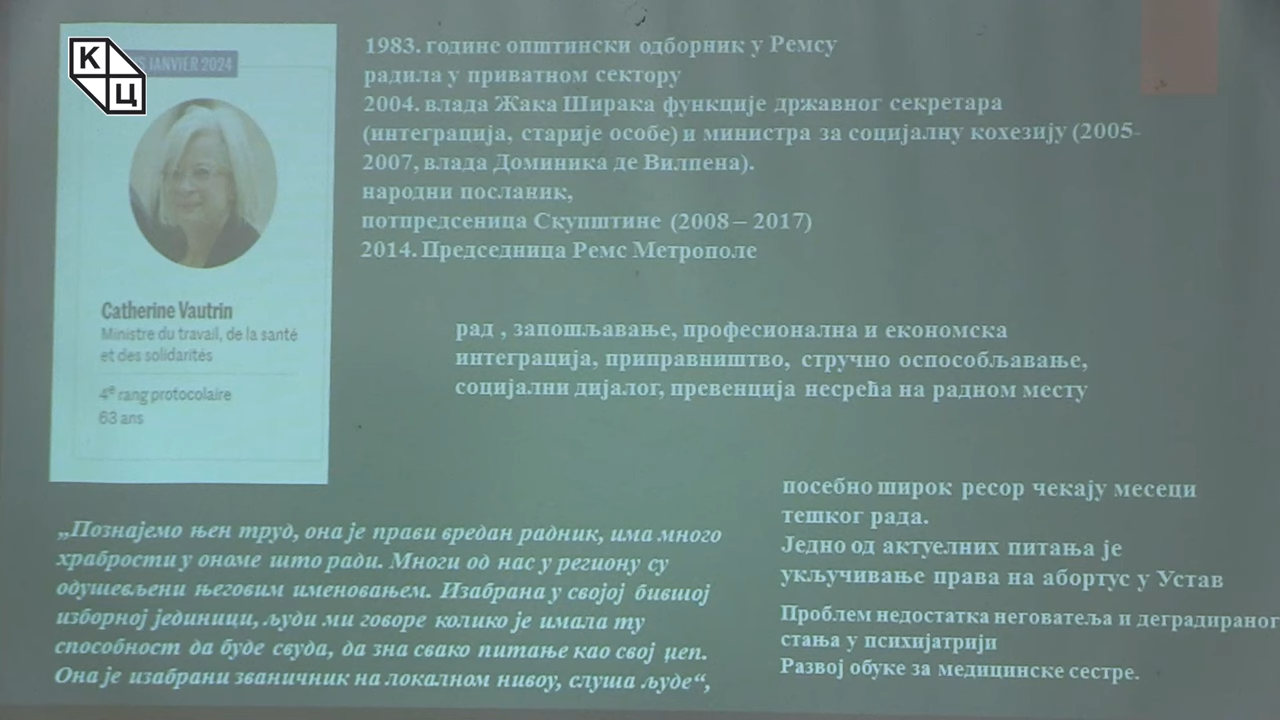 К
Ц
JANVIER 2024
Catherine Vautrin
Ministre du travail, de la santé
et des solidarités
4e rang protocolaire
63 ans
1983. године општински одборник у Ремсу
радила у приватном сектору
2004. влада Жака Ширака функције државног секретара
(интеграција, старије особе) и министра за социјалну кохезију (2005-
2007, влада Доминика де Вилпена).
народни посланик,
потпредсеница Скупштине (2008 – 2017)
2014. Председница Ремс Метрополе
рад , запошљавање, професионална и економска
интеграција, приправништво, стручно оспособљавање,
социјални дијалог, превенција несрећа на радном месту
„Познајемо њен труд, она је прави вредан радник, има много
храбрости у ономе што ради. Многи од нас у региону су
одушевљени његовим именовањем. Изабрана у својој бившој
изборној јединици, људи ми говоре колико је имала ту
способност да буде свуда, да зна свако питање као свој џеп.
Она је изабрани званичник на локалном нивоу, слуша људе“,
посебно широк ресор чекају месеци
тешког рада.
Једно од актуелних питања је
укључивање права на абортус у Устав
Проблем недостатка неговатеља и деградираног
стања у психијатрији
Развој обуке за медицинске сестре.